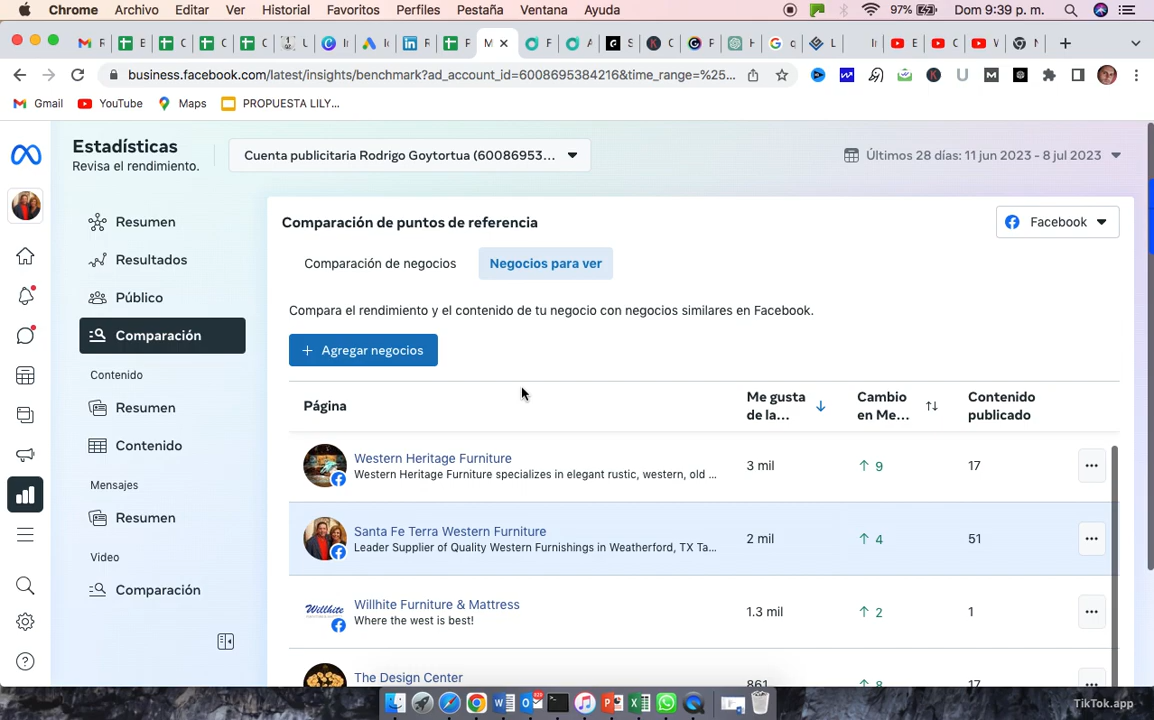 Chrome Archivo Editar Ver Historial Favoritos Perfiles Pestaña Ventana Ayuda 97% Dom 9:39 p. m.
business.facebook.com/latest/insights/benchmark?ad_account_id=6008695384216&time_range=%25...
Gmail YouTube Maps PROPUESTA LILY...
Estadísticas
Revisa el rendimiento.
Cuenta publicitaria Rodrigo Goytortua (60086953...
Últimos 28 días: 11 jun 2023 - 8 jul 2023
Resumen
Resultados
Público
Comparación
Contenido
Resumen
Contenido
Mensajes
Resumen
Video
Comparación
Comparación de puntos de referencia
Facebook
Comparación de negocios Negocios para ver
Compara el rendimiento y el contenido de tu negocio con negocios similares en Facebook.
+ Agregar negocios
Página
Me gusta
de la...
Cambio
en Me...
Contenido
publicado
Western Heritage Furniture
Western Heritage Furniture specializes in elegant rustic, western, old ...
3 mil ↑ 9 17
Santa Fe Terra Western Furniture
Leader Supplier of Quality Western Furnishings in Weatherford, TX Ta...
2 mil ↑ 4 51
Willhite
Willhite Furniture & Mattress
Where the west is best!
1.3 mil ↑ 2 1
The Design Center
861 ↑ 8 17
TikTok.app